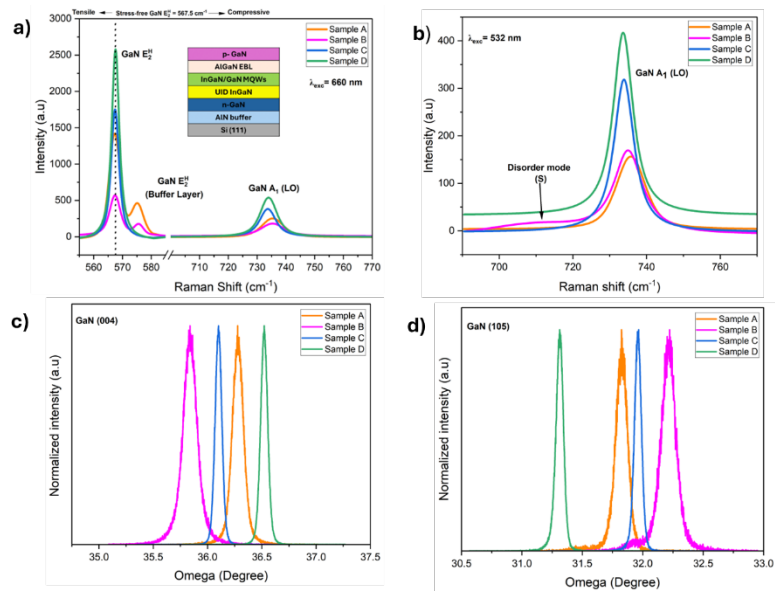 a)
Tensile ← Stress-free GaN E₂ᴴ = 567.5 cm⁻¹ → Compressive
Sample A
Sample B
Sample C
Sample D
GaN E₂ᴴ
p- GaN
AlGaN EBL
InGaN/GaN MQWs
UID InGaN
n-GaN
AlN buffer
Si (111)
λexc= 660 nm
GaN E₂ᴴ
(Buffer Layer)
GaN A₁ (LO)
Intensity (a.u)
3000
2500
2000
1500
1000
500
0
560 570 580 700 710 720 730 740 750 760 770
Raman Shift (cm⁻¹)
b)
λexc= 532 nm
Sample A
Sample B
Sample C
Sample D
GaN A₁ (LO)
Disorder mode
(S)
Intensity (a.u)
400
300
200
100
0
700 720 740 760
Raman shift (cm⁻¹)
c)
GaN (004)
Sample A
Sample B
Sample C
Sample D
Normalized intensity (a.u)
35.0 35.5 36.0 36.5 37.0 37.5
Omega (Degree)
d)
GaN (105)
Sample A
Sample B
Sample C
Sample D
Normalized intensity (a.u)
30.5 31.0 31.5 32.0 32.5 33.0
Omega (Degree)